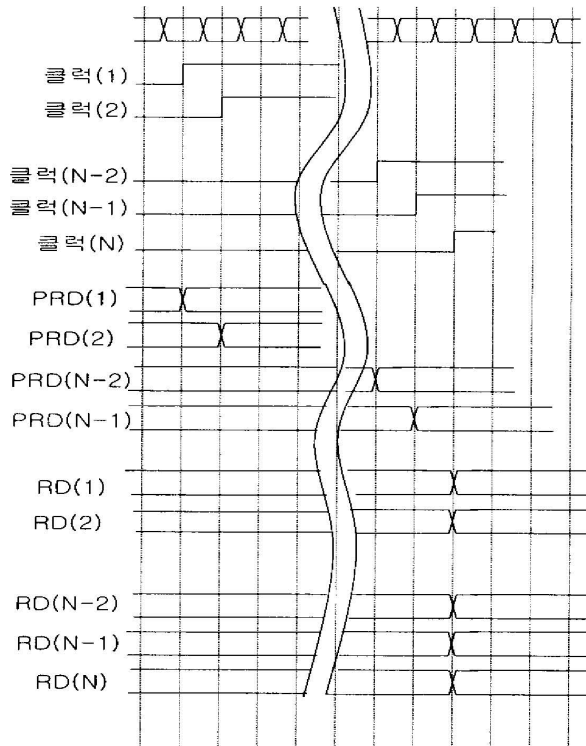 클럭(1)
클럭(2)
클럭(N-2)
클럭(N-1)
클럭(N)
PRD(1)
PRD(2)
PRD(N-2)
PRD(N-1)
RD(1)
RD(2)
RD(N-2)
RD(N-1)
RD(N)